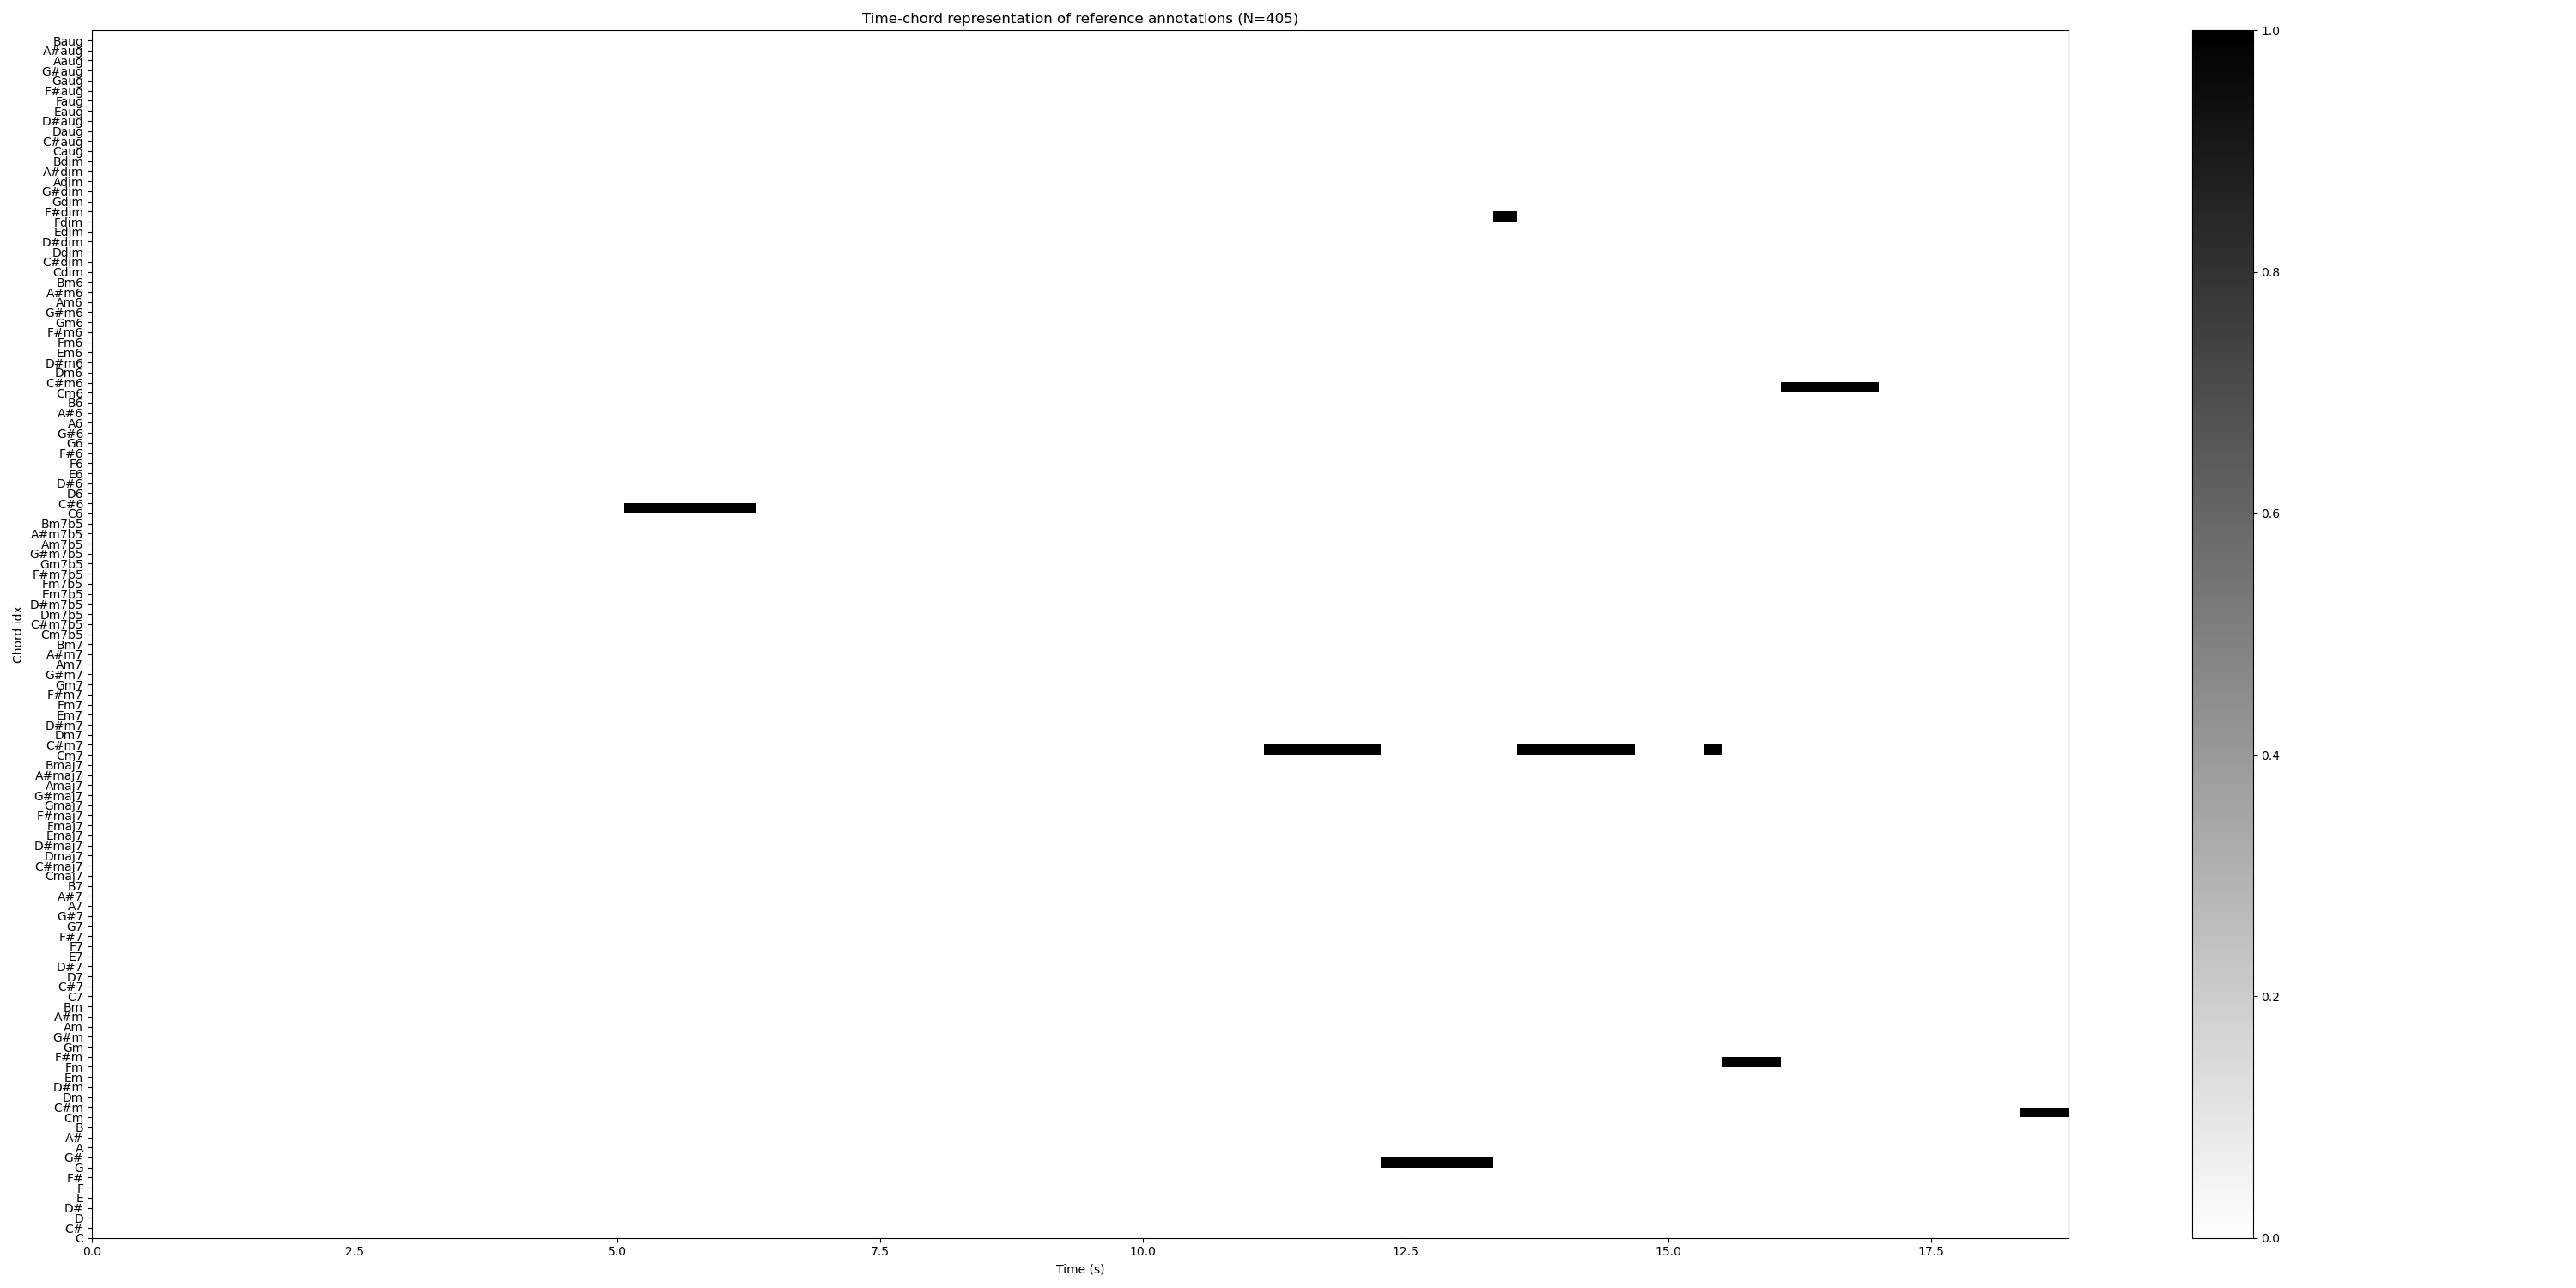 Time-chord representation of reference annotations (N=405)
Baug
A#aug
Aaug
G#aug
Gaug
F#aug
Faug
Eaug
D#aug
Daug
C#aug
Caug
Bdim
A#dim
Adim
G#dim
Gdim
F#dim
Fdim
Edim
D#dim
Ddim
C#dim
Cdim
Bm6
A#m6
Am6
G#m6
Gm6
F#m6
Fm6
Em6
D#m6
Dm6
C#m6
Cm6
B6
A#6
A6
G#6
G6
F#6
F6
E6
D#6
D6
C#6
C6
Bm7b5
A#m7b5
Am7b5
G#m7b5
Gm7b5
F#m7b5
Fm7b5
Em7b5
D#m7b5
Dm7b5
C#m7b5
Cm7b5
Bm7
A#m7
Am7
G#m7
Gm7
F#m7
Fm7
Em7
D#m7
Dm7
C#m7
Cm7
Bmaj7
A#maj7
Amaj7
G#maj7
Gmaj7
F#maj7
Fmaj7
Emaj7
D#maj7
Dmaj7
C#maj7
Cmaj7
B7
A#7
A7
G#7
G7
F#7
F7
E7
D#7
D7
C#7
C7
Bm
A#m
Am
G#m
Gm
F#m
Fm
Em
D#m
Dm
C#m
Cm
B
A#
A
G#
G
F#
F
E
D#
D
C#
C
Chord idx
0.0 2.5 5.0 7.5 10.0 12.5 15.0 17.5
Time (s)
1.0
0.8
0.6
0.4
0.2
0.0